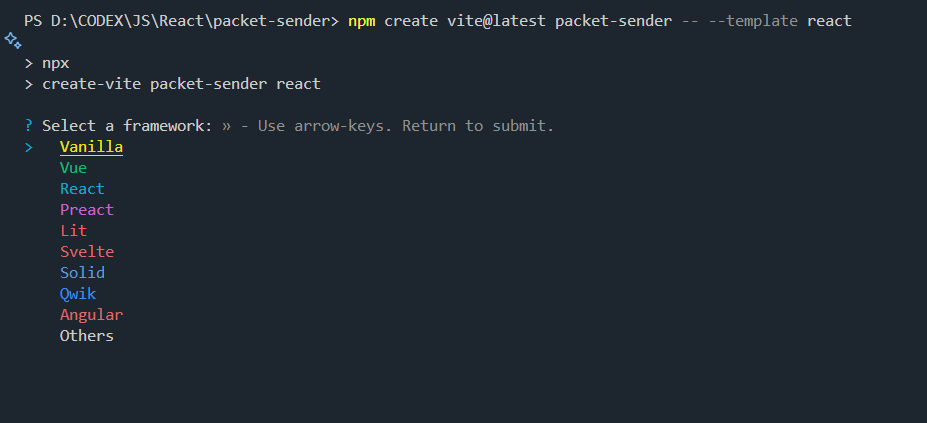 PS D:\CODEX\JS\React\packet-sender> npm create vite@latest packet-sender -- --template react
> npx
> create-vite packet-sender react
? Select a framework: » - Use arrow-keys. Return to submit.
> Vanilla
Vue
React
Preact
Lit
Svelte
Solid
Qwik
Angular
Others